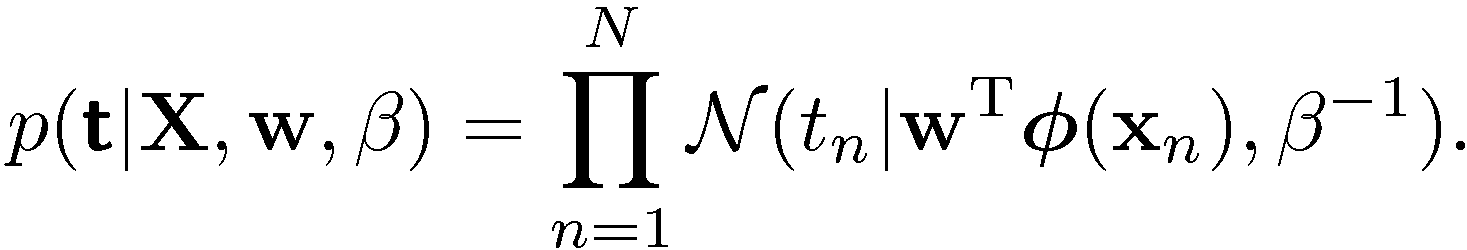 p(𝘁|𝐗, 𝐰, β) = ∏_{n=1}^{N} 𝒩(t_n|𝐰^T 𝝓(𝐱_n), β^{−1}).